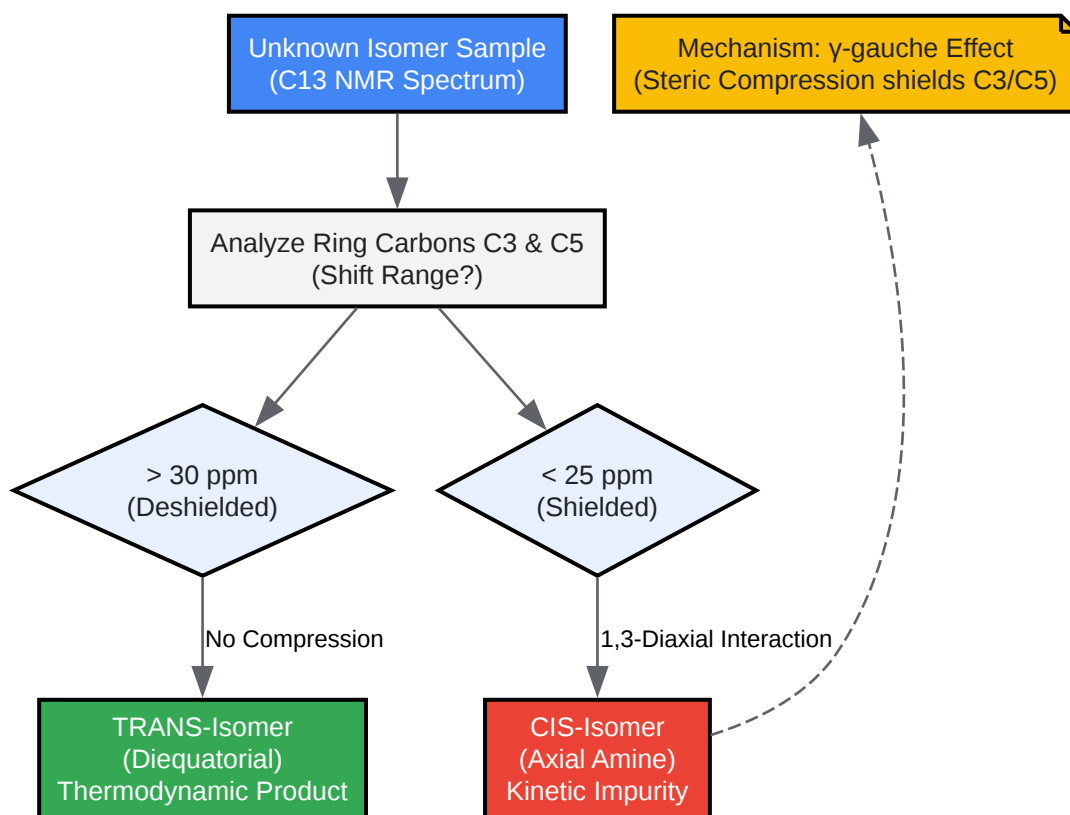 Unknown Isomer Sample
(C13 NMR Spectrum)
Mechanism: γ-gauche Effect
(Steric Compression shields C3/C5)
Analyze Ring Carbons C3 & C5
(Shift Range?)
> 30 ppm
(Deshielded)
< 25 ppm
(Shielded)
No Compression
1,3-Diaxial Interaction
TRANS-Isomer
(Diequatorial)
Thermodynamic Product
CIS-Isomer
(Axial Amine)
Kinetic Impurity